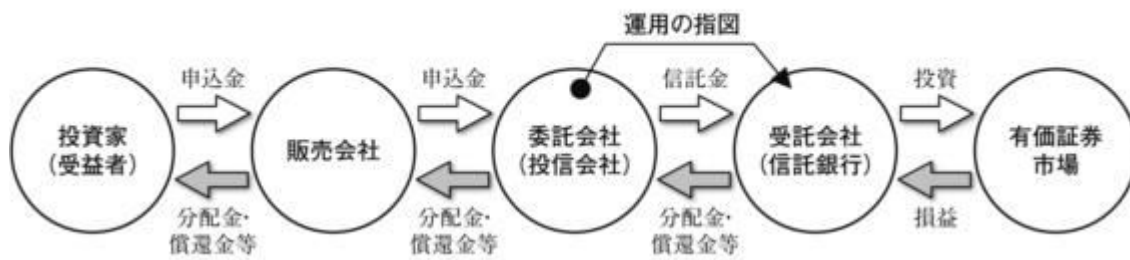 運用の指図
申込金
申込金
信託金
投資
投資家
(受益者)
販売会社
委託会社
(投信会社)
受託会社
(信託銀行)
有価証券
市場
分配金・
償還金等
分配金・
償還金等
分配金・
償還金等
損益